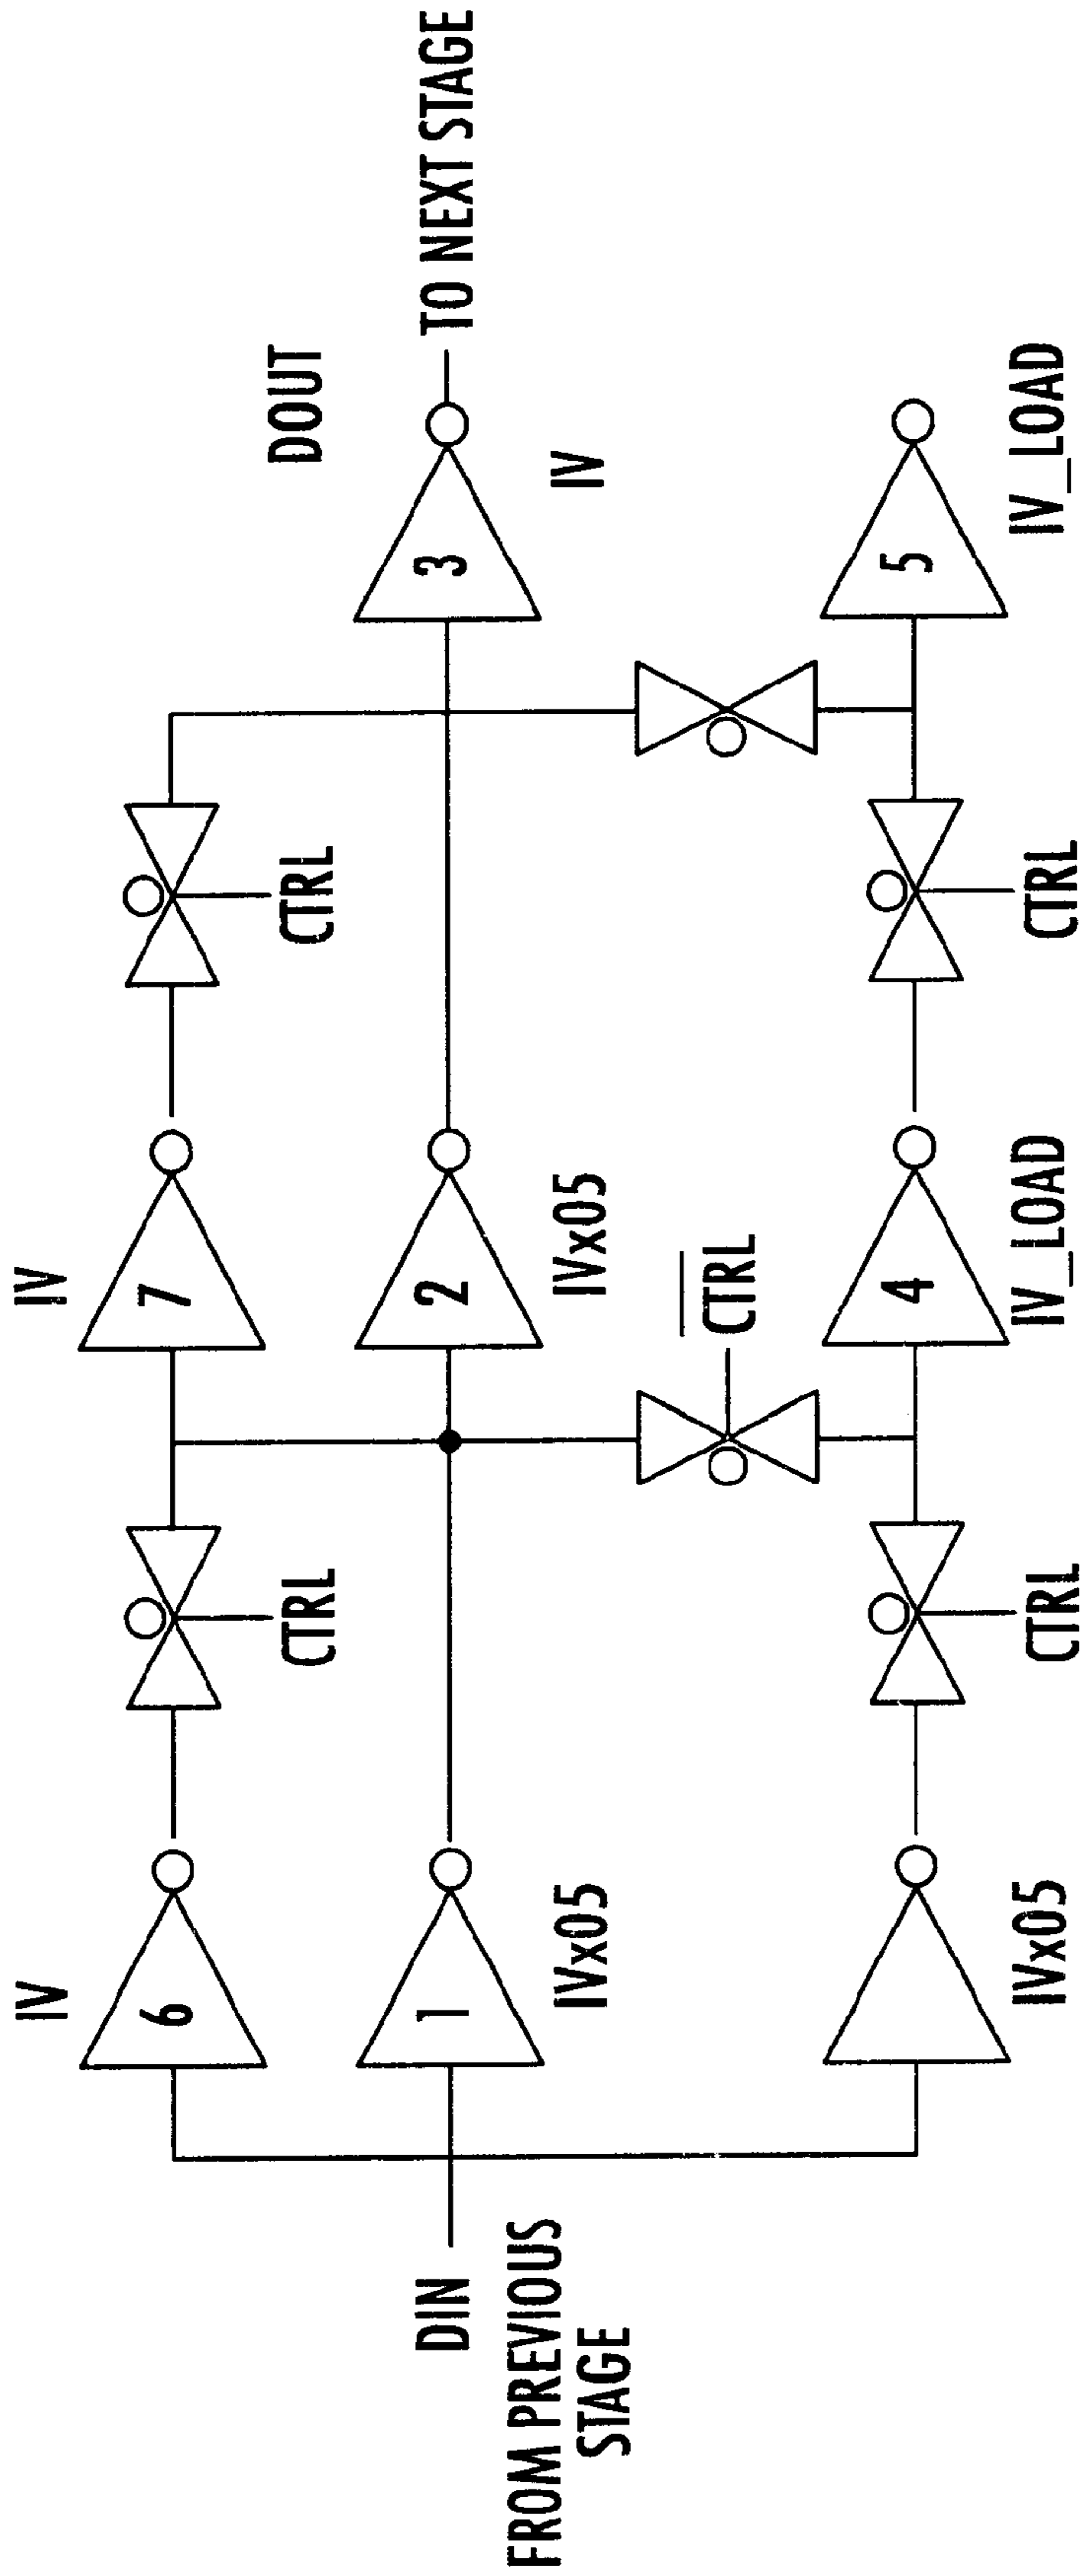 IV
IV
6
7
CTRL
CTRL
DOUT
DIN
FROM PREVIOUS
STAGE
1
2
3
TO NEXT STAGE
IVx05
IVx05
IV
CTRL
4
5
IVx05
IV_LOAD
IV_LOAD
CTRL
CTRL